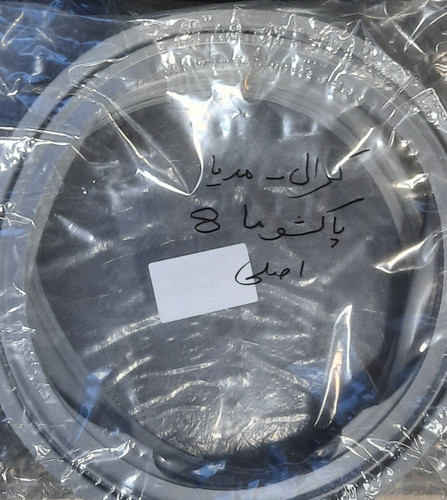 کرال - مدیا
پاکشوما 8
اصلی